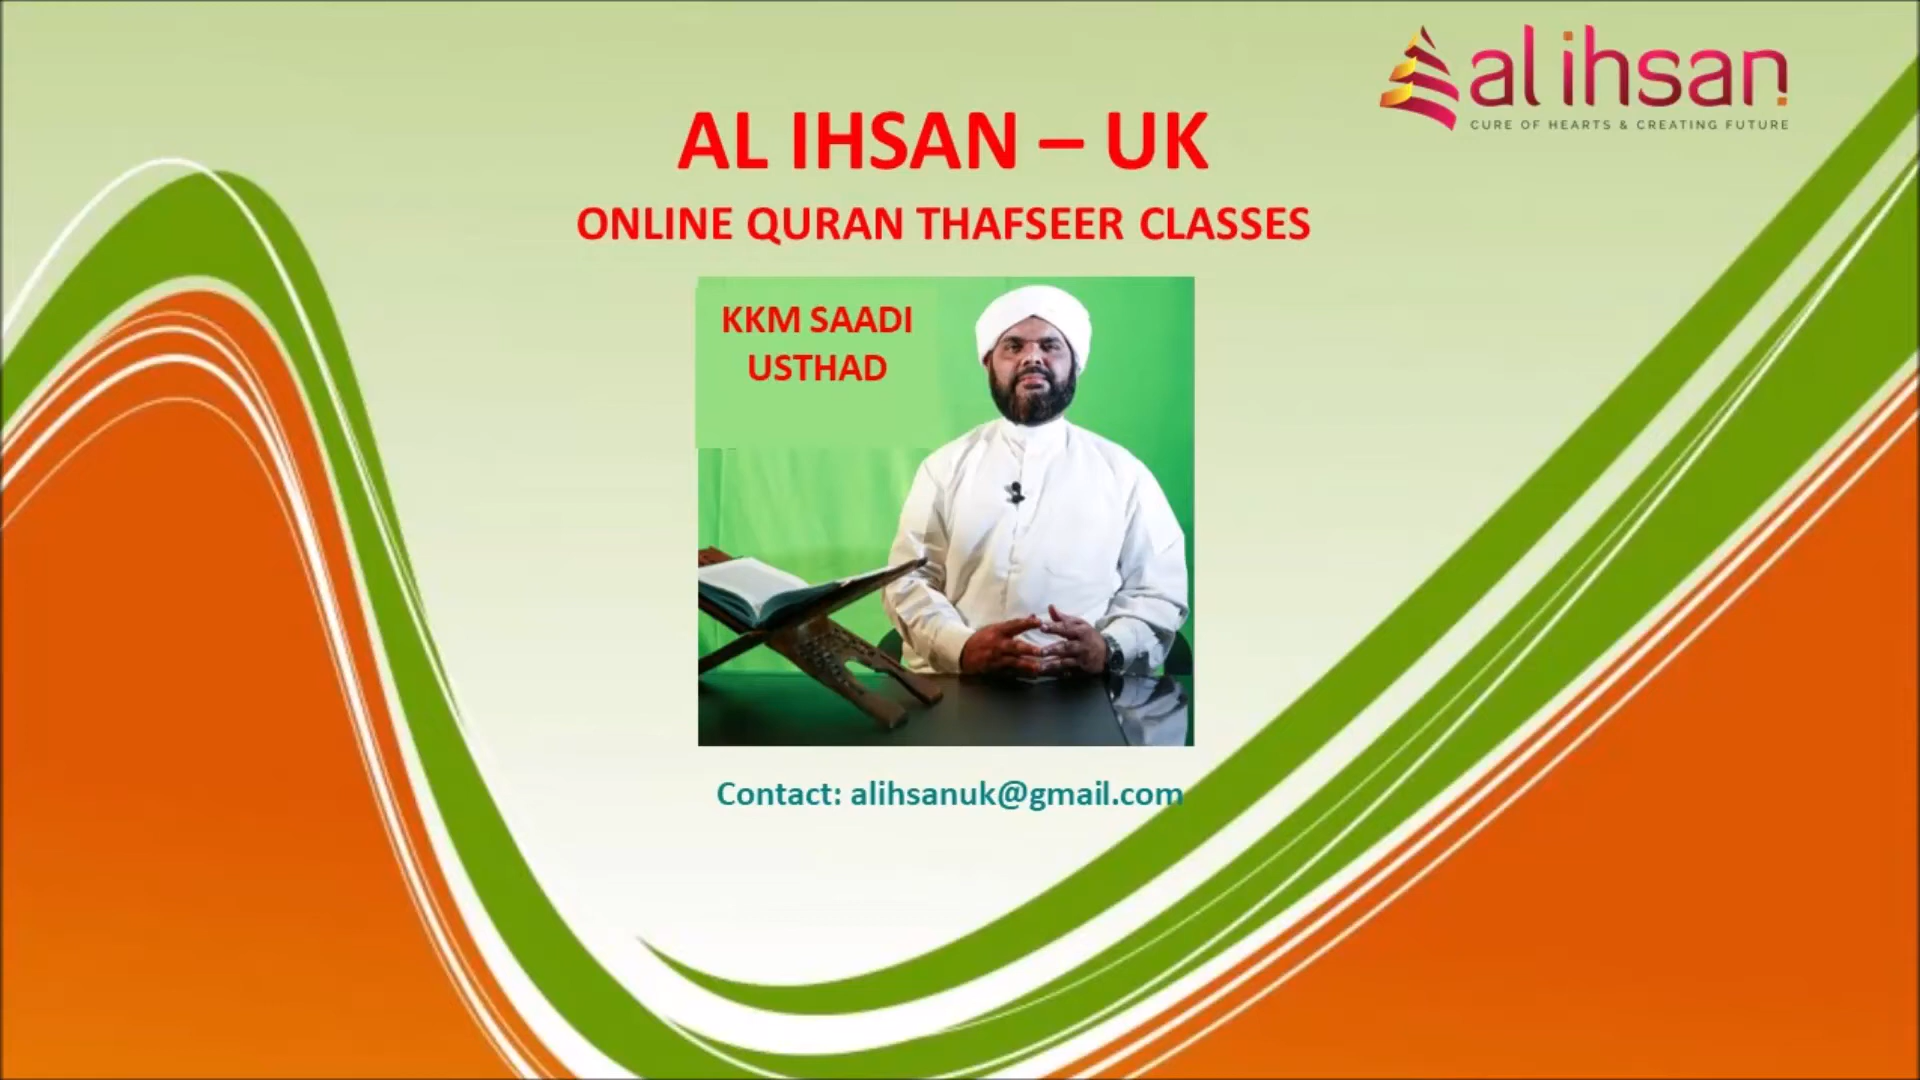 al ihsan
CURE OF HEARTS & CREATING FUTURE
AL IHSAN – UK
ONLINE QURAN THAFSEER CLASSES
KKM SAADI
USTHAD
Contact: alihsanuk@gmail.com